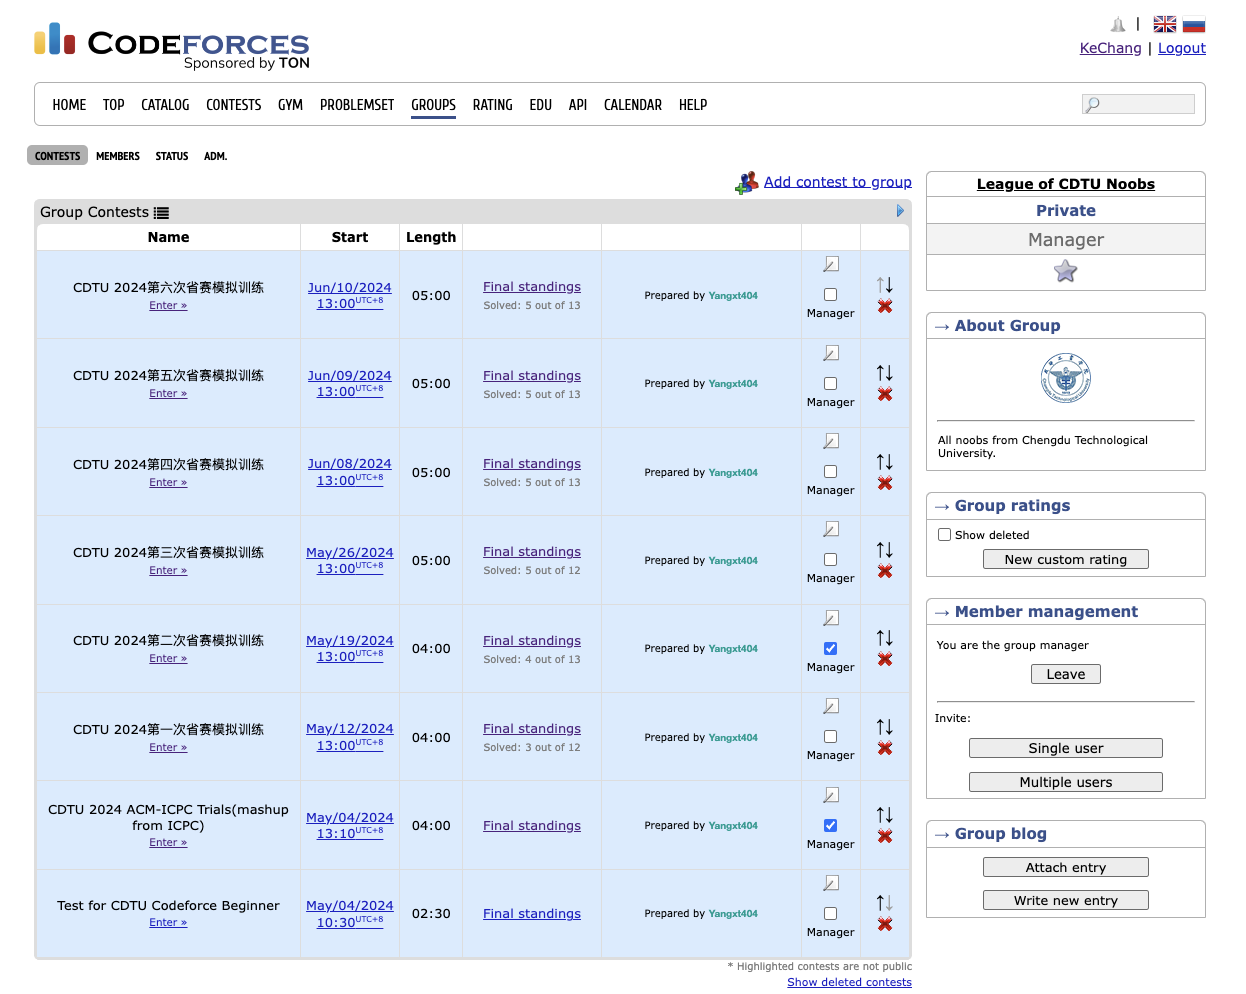 CODEFORCES
Sponsored by TON
|
KeChang | Logout
HOME TOP CATALOG CONTESTS GYM PROBLEMSET GROUPS RATING EDU API CALENDAR HELP
CONTESTS MEMBERS STATUS ADM.
Add contest to group
Group Contests
Name Start Length
CDTU 2024第六次省赛模拟训练
Enter »
Jun/10/2024
13:00UTC+8
05:00
Final standings
Solved: 5 out of 13
Prepared by Yangxt404
Manager
CDTU 2024第五次省赛模拟训练
Enter »
Jun/09/2024
13:00UTC+8
05:00
Final standings
Solved: 5 out of 13
Prepared by Yangxt404
Manager
CDTU 2024第四次省赛模拟训练
Enter »
Jun/08/2024
13:00UTC+8
05:00
Final standings
Solved: 5 out of 13
Prepared by Yangxt404
Manager
CDTU 2024第三次省赛模拟训练
Enter »
May/26/2024
13:00UTC+8
05:00
Final standings
Solved: 5 out of 12
Prepared by Yangxt404
Manager
CDTU 2024第二次省赛模拟训练
Enter »
May/19/2024
13:00UTC+8
04:00
Final standings
Solved: 4 out of 13
Prepared by Yangxt404
Manager
CDTU 2024第一次省赛模拟训练
Enter »
May/12/2024
13:00UTC+8
04:00
Final standings
Solved: 3 out of 12
Prepared by Yangxt404
Manager
CDTU 2024 ACM-ICPC Trials(mashup
from ICPC)
Enter »
May/04/2024
13:10UTC+8
04:00
Final standings
Prepared by Yangxt404
Manager
Test for CDTU Codeforce Beginner
Enter »
May/04/2024
10:30UTC+8
02:30
Final standings
Prepared by Yangxt404
Manager
* Highlighted contests are not public
Show deleted contests
League of CDTU Noobs
Private
Manager
→ About Group
All noobs from Chengdu Technological
University.
→ Group ratings
Show deleted
New custom rating
→ Member management
You are the group manager
Leave
Invite:
Single user
Multiple users
→ Group blog
Attach entry
Write new entry